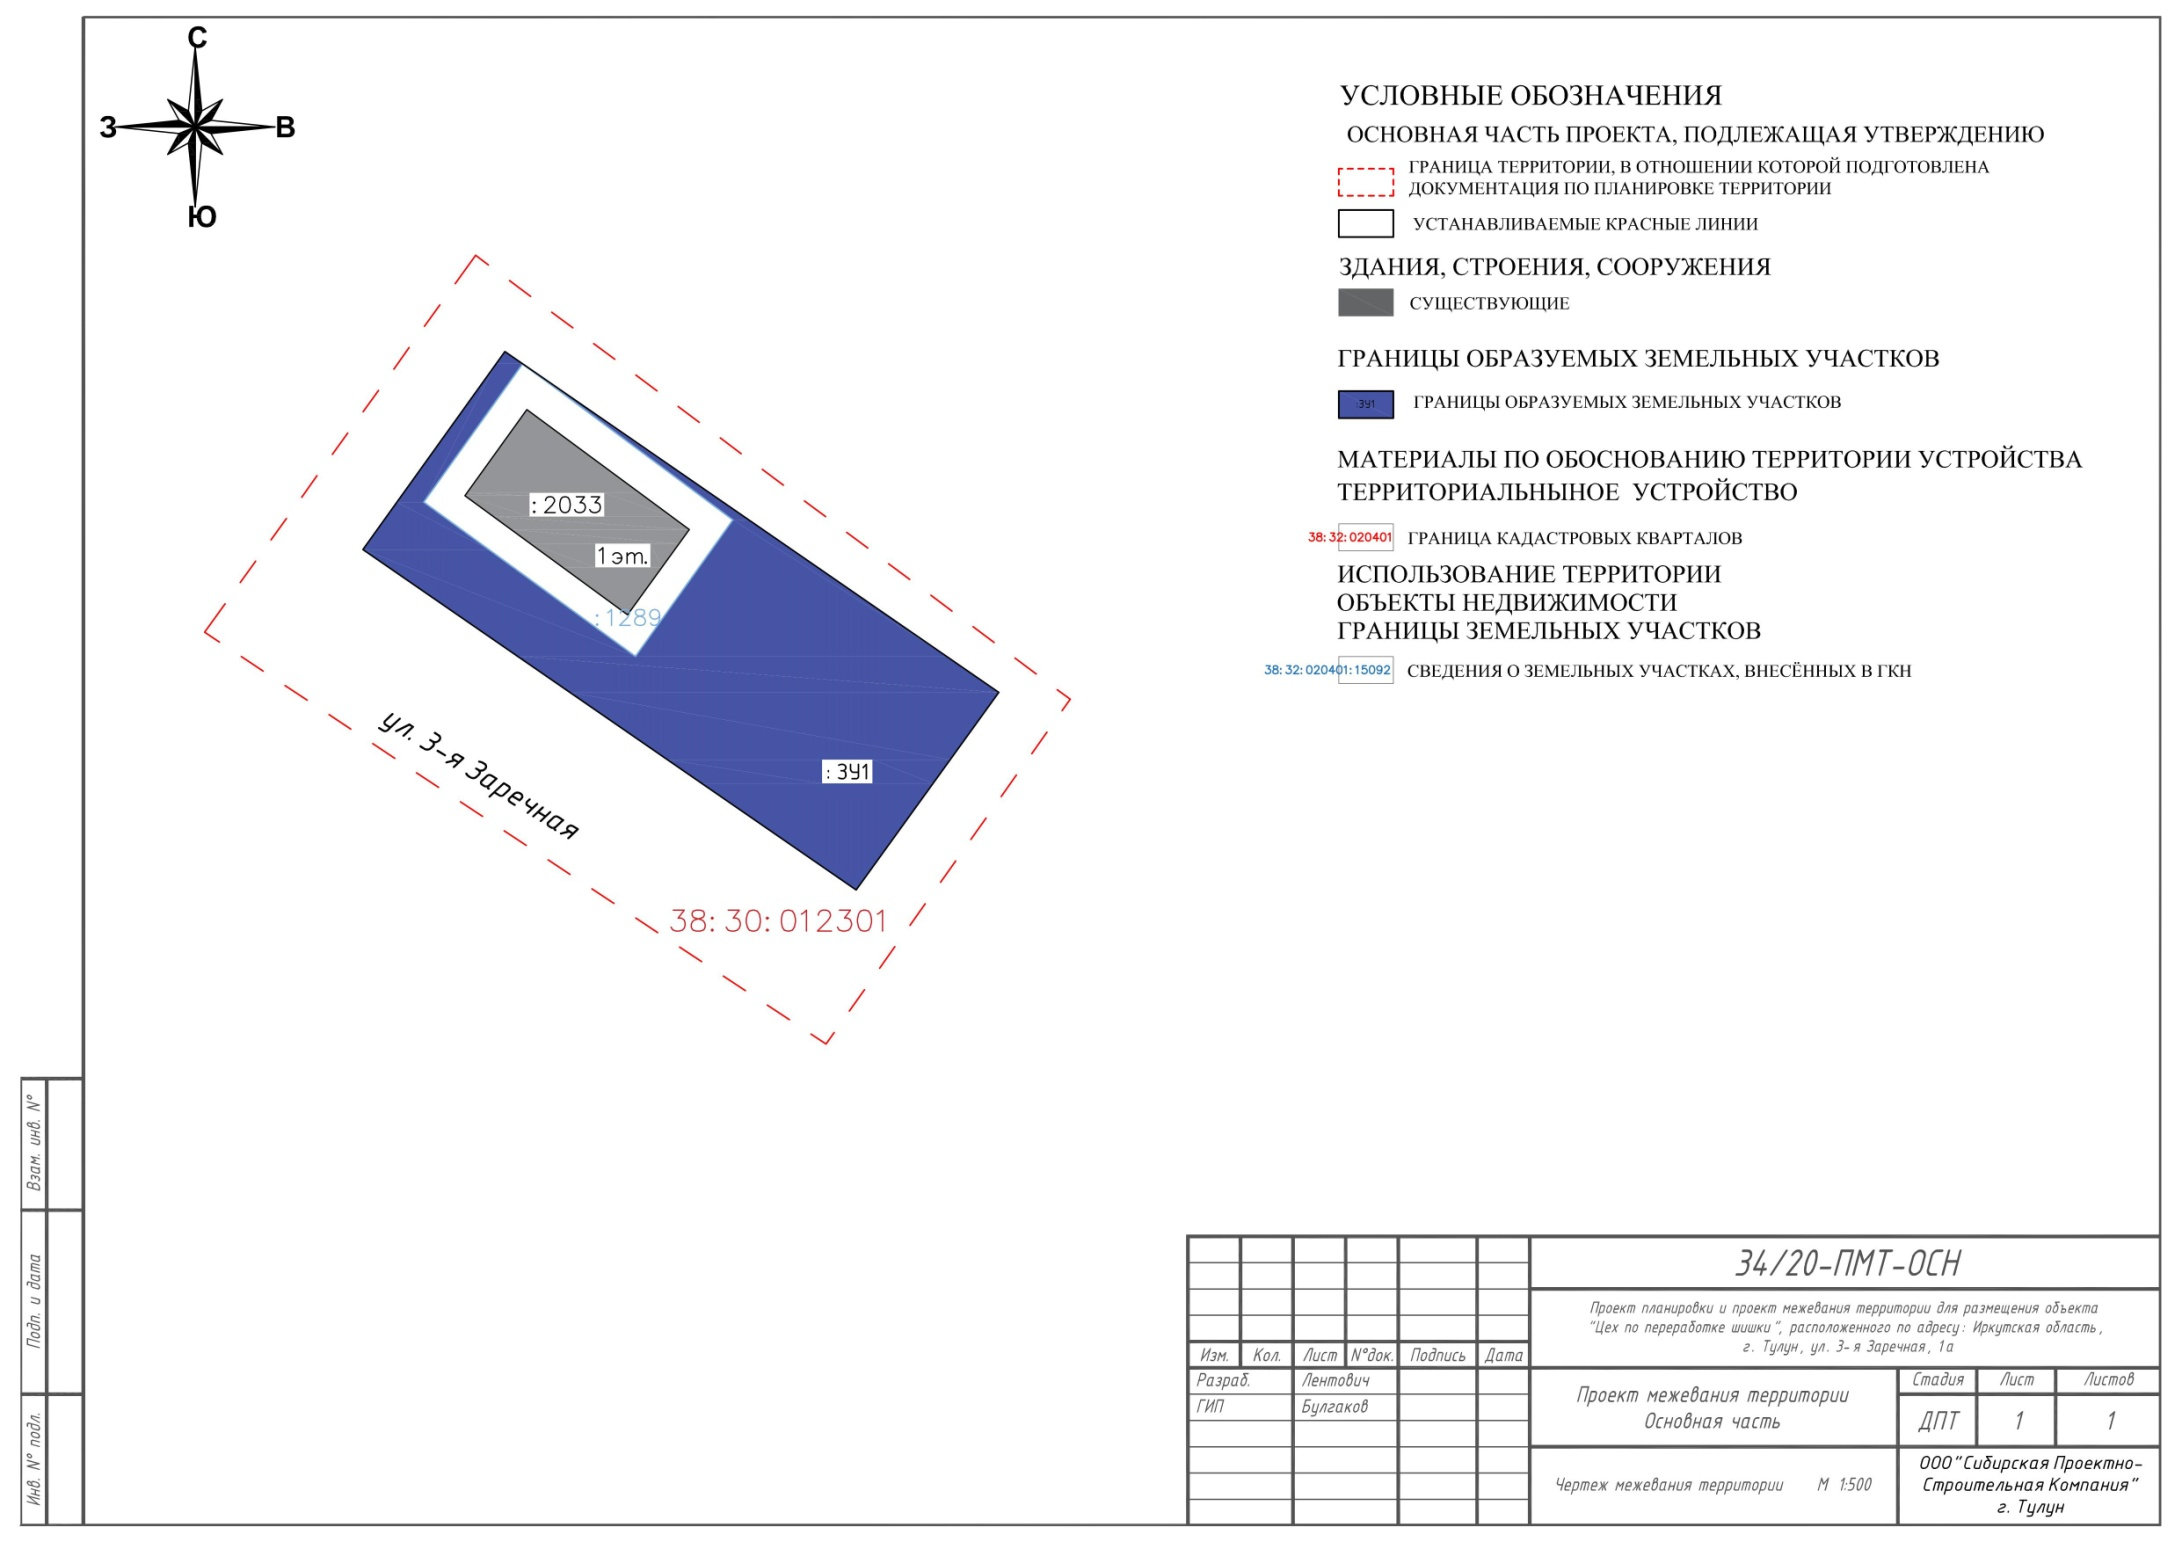 С
З
В
Ю
УСЛОВНЫЕ ОБОЗНАЧЕНИЯ
ОСНОВНАЯ ЧАСТЬ ПРОЕКТА, ПОДЛЕЖАЩАЯ УТВЕРЖДЕНИЮ
ГРАНИЦА ТЕРРИТОРИИ, В ОТНОШЕНИИ КОТОРОЙ ПОДГОТОВЛЕНА
ДОКУМЕНТАЦИЯ ПО ПЛАНИРОВКЕ ТЕРРИТОРИИ
УСТАНАВЛИВАЕМЫЕ КРАСНЫЕ ЛИНИИ
ЗДАНИЯ, СТРОЕНИЯ, СООРУЖЕНИЯ
СУЩЕСТВУЮЩИЕ
ГРАНИЦЫ ОБРАЗУЕМЫХ ЗЕМЕЛЬНЫХ УЧАСТКОВ
:ЗУ1
ГРАНИЦЫ ОБРАЗУЕМЫХ ЗЕМЕЛЬНЫХ УЧАСТКОВ
МАТЕРИАЛЫ ПО ОБОСНОВАНИЮ ТЕРРИТОРИИ УСТРОЙСТВА
ТЕРРИТОРИАЛЬНЫНОЕ УСТРОЙСТВО
38:32:020401
ГРАНИЦА КАДАСТРОВЫХ КВАРТАЛОВ
ИСПОЛЬЗОВАНИЕ ТЕРРИТОРИИ
ОБЪЕКТЫ НЕДВИЖИМОСТИ
ГРАНИЦЫ ЗЕМЕЛЬНЫХ УЧАСТКОВ
38:32:020401:15092
СВЕДЕНИЯ О ЗЕМЕЛЬНЫХ УЧАСТКАХ, ВНЕСЁННЫХ В ГКН
:2033
1 эт.
:1289
:ЗУ1
ул. 3-я Заречная
38:30:012301
Взам. инв. N°
Подп. и дата
Инв. N° подл.
34/20-ПМТ-ОСН
Проект планировки и проект межевания территории для размещения объекта
"Цех по переработке шишки", расположенного по адресу: Иркутская область,
г. Тулун, ул. 3-я Заречная, 1а
Изм. Кол. Лист N°док. Подпись Дата
Разраб. Лентович
ГИП Булгаков
Проект межевания территории
Основная часть
Стадия Лист Листов
ДПТ 1 1
Чертеж межевания территории М 1:500
ООО"Сибирская Проектно-
Строительная Компания"
г. Тулун